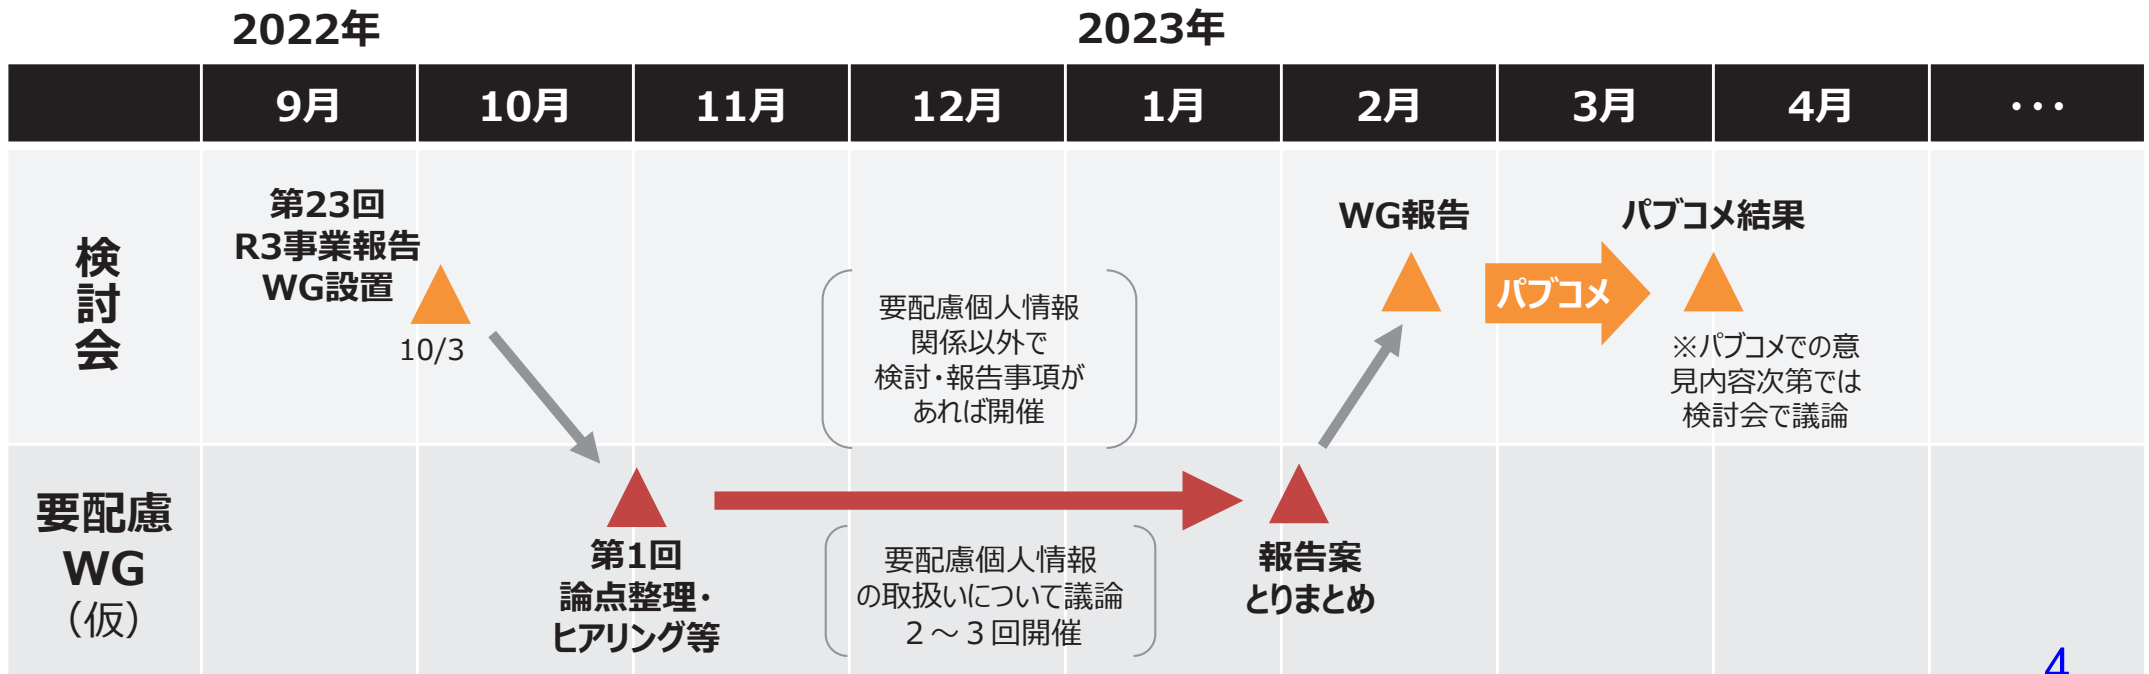 2022年
2023年
9月
10月
11月
12月
1月
2月
3月
4月
・・・
検討会
第23回
R3事業報告
WG設置
10/3
要配慮個人情報
関係以外で
検討・報告事項が
あれば開催
WG報告
パブコメ
パブコメ結果
※パブコメでの意
見内容次第では
検討会で議論
要配慮
WG
（仮）
第1回
論点整理・
ヒアリング等
要配慮個人情報
の取扱いについて議論
２～３回開催
報告案
とりまとめ
4